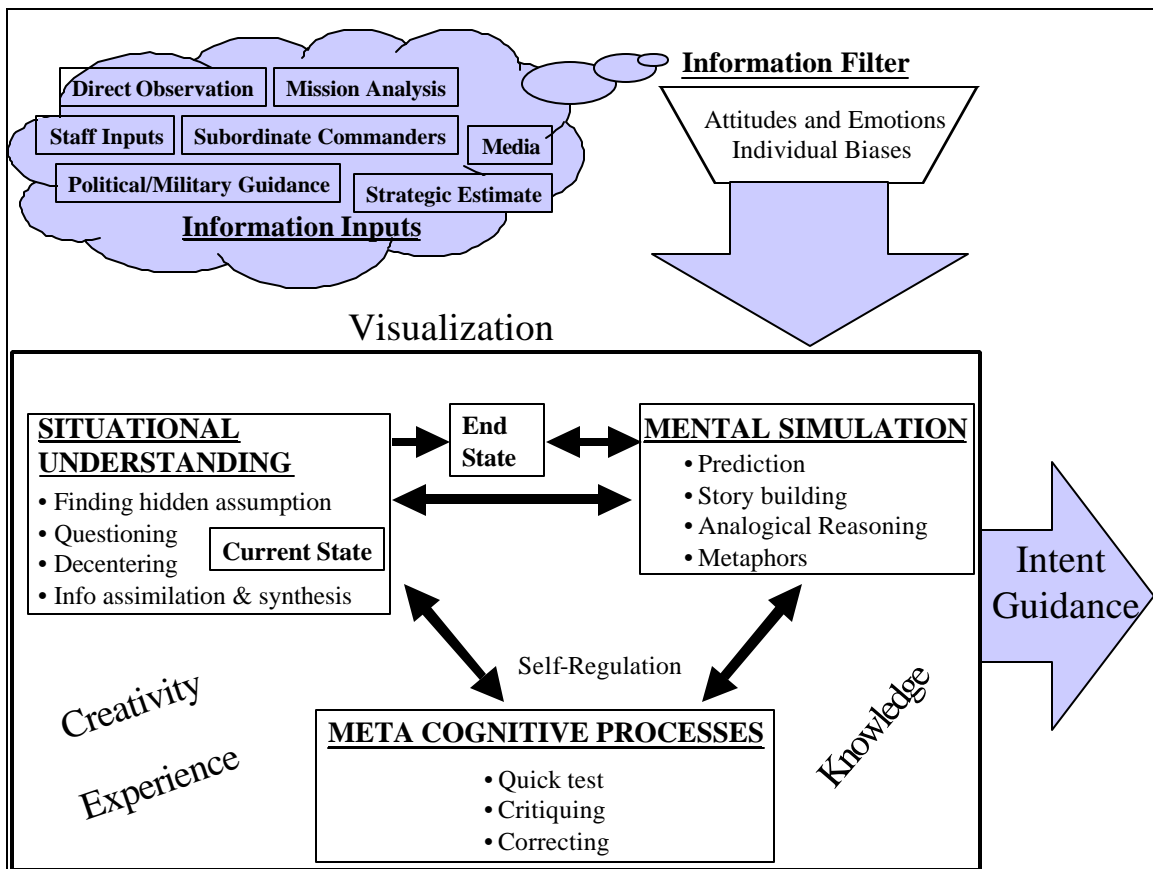 Direct Observation
Mission Analysis
Staff Inputs
Subordinate Commanders
Media
Political/Military Guidance
Strategic Estimate
Information Inputs
Information Filter
Attitudes and Emotions
Individual Biases
Visualization
SITUATIONAL
UNDERSTANDING
• Finding hidden assumption
• Questioning
• Decentering
• Info assimilation & synthesis
Current State
End
State
MENTAL SIMULATION
• Prediction
• Story building
• Analogical Reasoning
• Metaphors
Intent
Guidance
Self-Regulation
Creativity
Experience
Knowledge
META COGNITIVE PROCESSES
• Quick test
• Critiquing
• Correcting